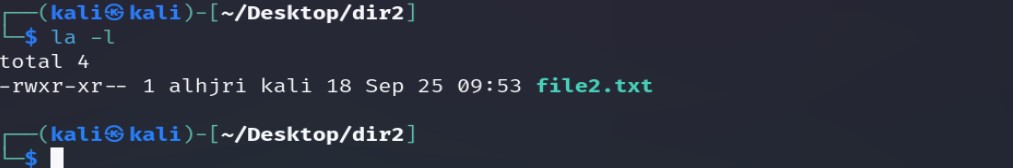 ┌──(kali㉿kali)-[~/Desktop/dir2]
└─$ la -l
total 4
-rwxr-xr-- 1 alhjri kali 18 Sep 25 09:53 file2.txt
┌──(kali㉿kali)-[~/Desktop/dir2]
└─$